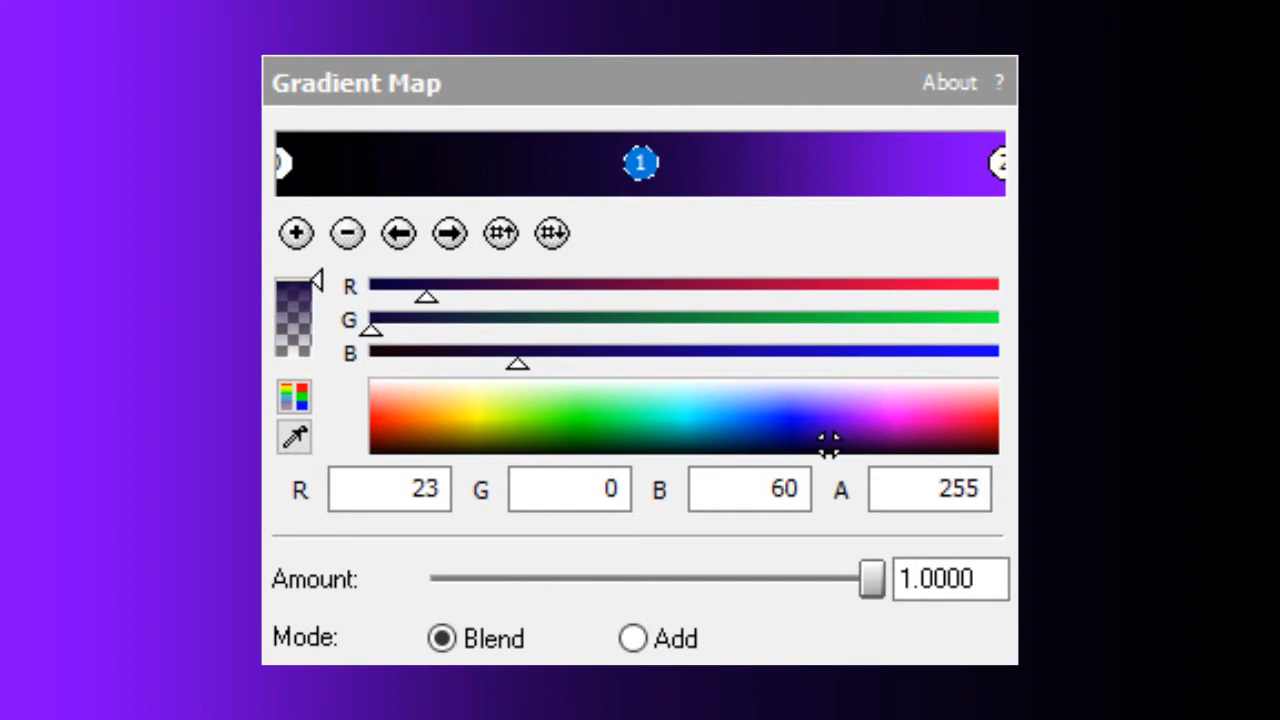 Gradient Map About ?
1
R
G
B
R 23 G 0 B 60 A 255
Amount: 1.0000
Mode: Blend Add